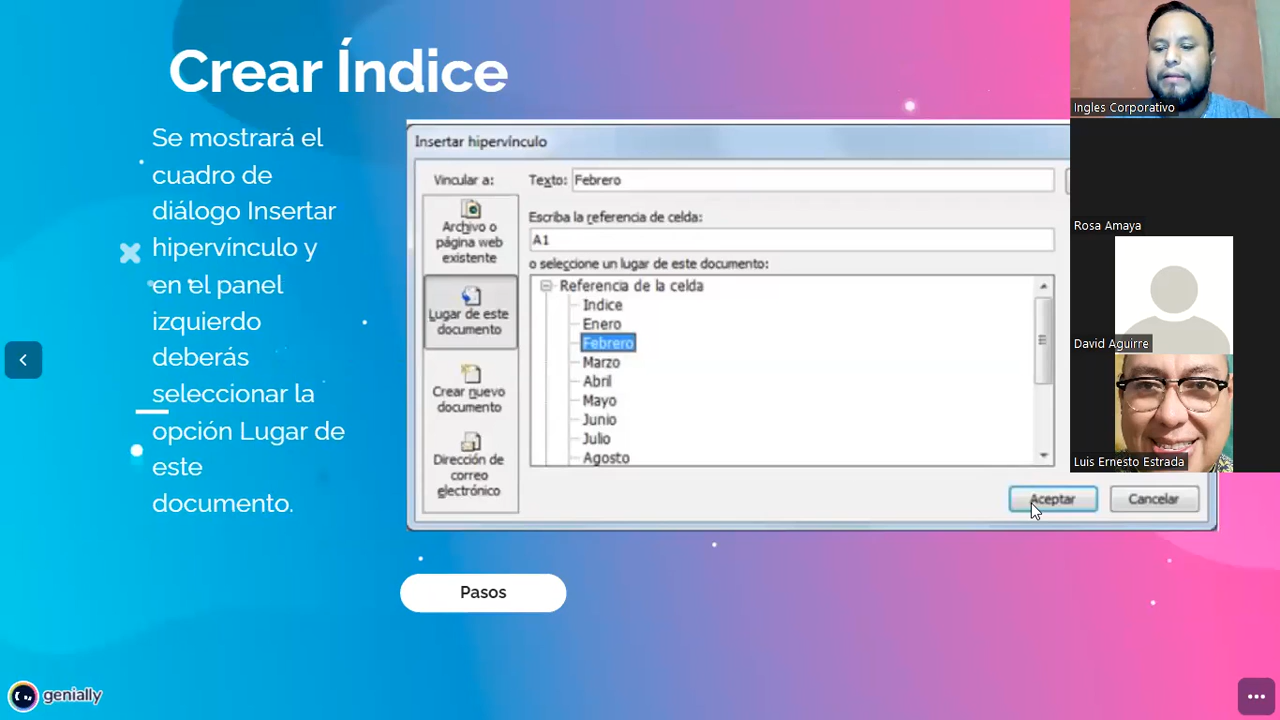 Crear Índice
Se mostrará el
cuadro de
diálogo Insertar
hipervínculo y
en el panel
izquierdo
deberás
seleccionar la
opción Lugar de
este
documento.
Insertar hipervínculo
Vincular a:
Texto: Febrero
Archivo o
página web
existente
Lugar de este
documento
Crear nuevo
documento
Dirección de
correo
electrónico
Escriba la referencia de celda:
A1
o seleccione un lugar de este documento:
Referencia de la celda
Indice
Enero
Febrero
Marzo
Abril
Mayo
Junio
Julio
Agosto
Aceptar
Cancelar
Pasos
genially
Ingles Corporativo
Rosa Amaya
David Aguirre
Luis Ernesto Estrada